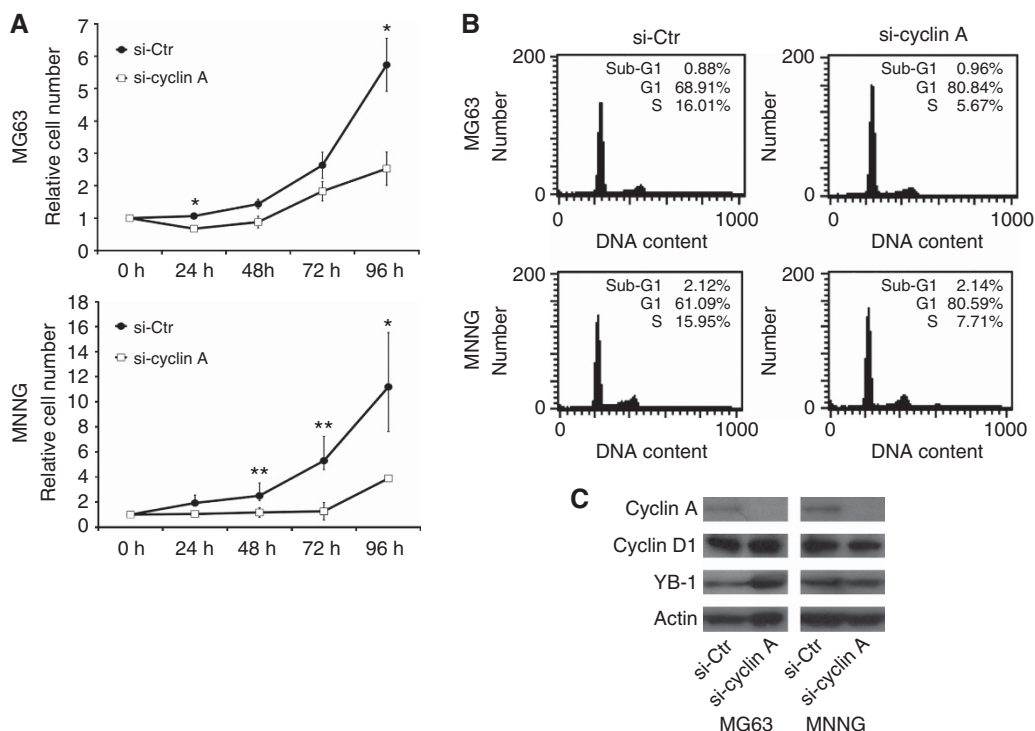 A
MG63
Relative cell number
7
6
5
4
3
2
1
0
si-Ctr
si-cyclin A
*
*
0 h 24 h 48h 72 h 96 h
MNNG
Relative cell number
18
16
14
12
10
8
6
4
2
0
si-Ctr
si-cyclin A
**
**
*
0 h 24 h 48 h 72 h 96 h
B
si-Ctr
si-cyclin A
MG63
Number
200
0
Sub-G1 0.88%
G1 68.91%
S 16.01%
0 1000
DNA content
Number
200
0
Sub-G1 0.96%
G1 80.84%
S 5.67%
0 1000
DNA content
MNNG
Number
200
0
Sub-G1 2.12%
G1 61.09%
S 15.95%
0 1000
DNA content
Number
200
0
Sub-G1 2.14%
G1 80.59%
S 7.71%
0 1000
DNA content
C
Cyclin A
Cyclin D1
YB-1
Actin
si-Ctr
si-cyclin A
si-Ctr
si-cyclin A
MG63 MNNG